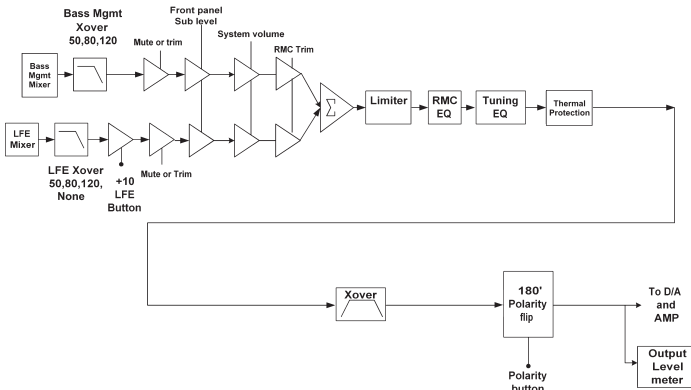 Bass Mgmt
Xover
50,80,120
Front panel
Sub level
System volume
Mute or trim
RMC Trim
Bass
Mgmt
Mixer
LFE
Mixer
LFE Xover
50,80,120,
None
+10
LFE
Button
Mute or Trim
Σ
Limiter
RMC
EQ
Tuning
EQ
Thermal
Protection
Xover
180'
Polarity
flip
Polarity
button
To D/A
and
AMP
Output
Level
meter